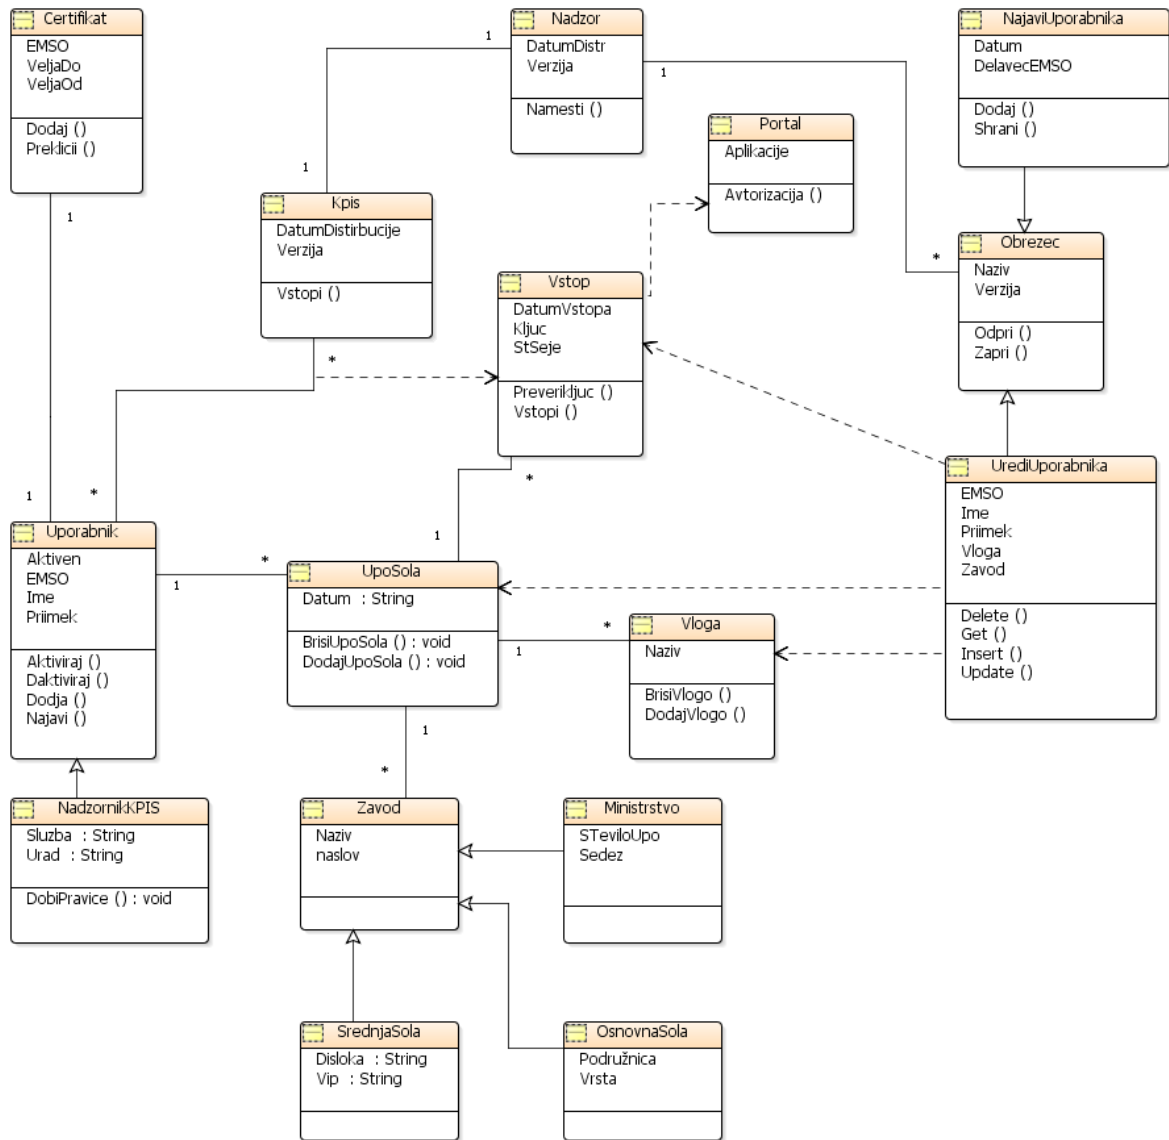 Certifikat
EMSO
VeljaDo
VeljaOd
Dodaj ()
Preklicii ()
1
1
Nadzor
DatumDistr
Verzija
Namesti ()
1
1
1
*
NajaviUporabnika
Datum
DelavecEMSO
Dodaj ()
Shrani ()
Portal
Aplikacije
Avtorizacija ()
Kpis
DatumDistirbucije
Verzija
Vstopi ()
*
*
Obrezec
Naziv
Verzija
Odpri ()
Zapri ()
Vstop
DatumVstopa
Kljuc
StSeje
Preverikljuc ()
Vstopi ()
*
1
UrediUporabnika
EMSO
Ime
Priimek
Vloga
Zavod
Delete ()
Get ()
Insert ()
Update ()
Uporabnik
Aktiven
EMSO
Ime
Priimek
Aktiviraj ()
Daktiviraj ()
Dodja ()
Najavi ()
1
*
UpoSola
Datum : String
BrisiUpoSola () : void
DodajUpoSola () : void
1
*
Vloga
Naziv
BrisiVlogo ()
DodajVlogo ()
1
*
NadzornikKPIS
Sluzba : String
Urad : String
DobiPravice () : void
Zavod
Naziv
naslov
Ministrstvo
STeviloUpo
Sedez
SrednjaSola
Disloka : String
Vip : String
OsnovnaSola
Podružnica
Vrsta